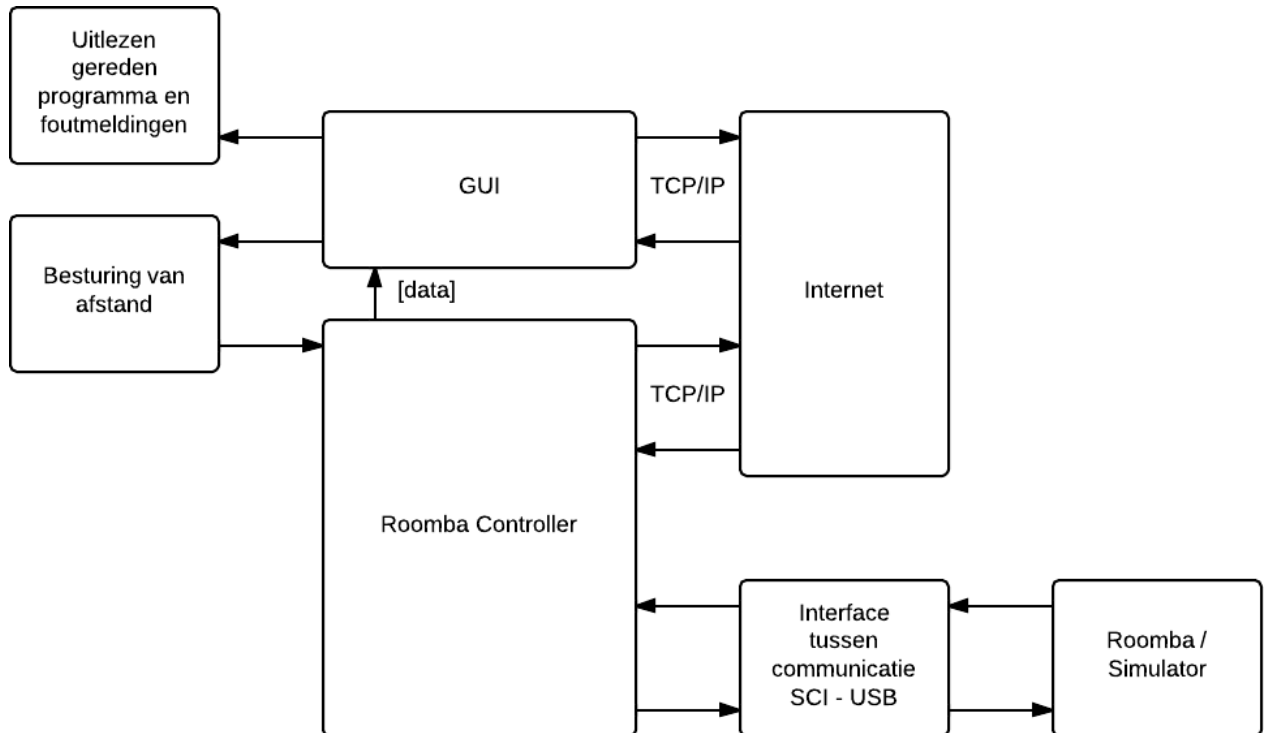 Uitlezen
gereden
programma en
foutmeldingen
GUI
TCP/IP
Besturing van
afstand
[data]
Internet
TCP/IP
Roomba Controller
Interface
tussen
communicatie
SCI - USB
Roomba /
Simulator